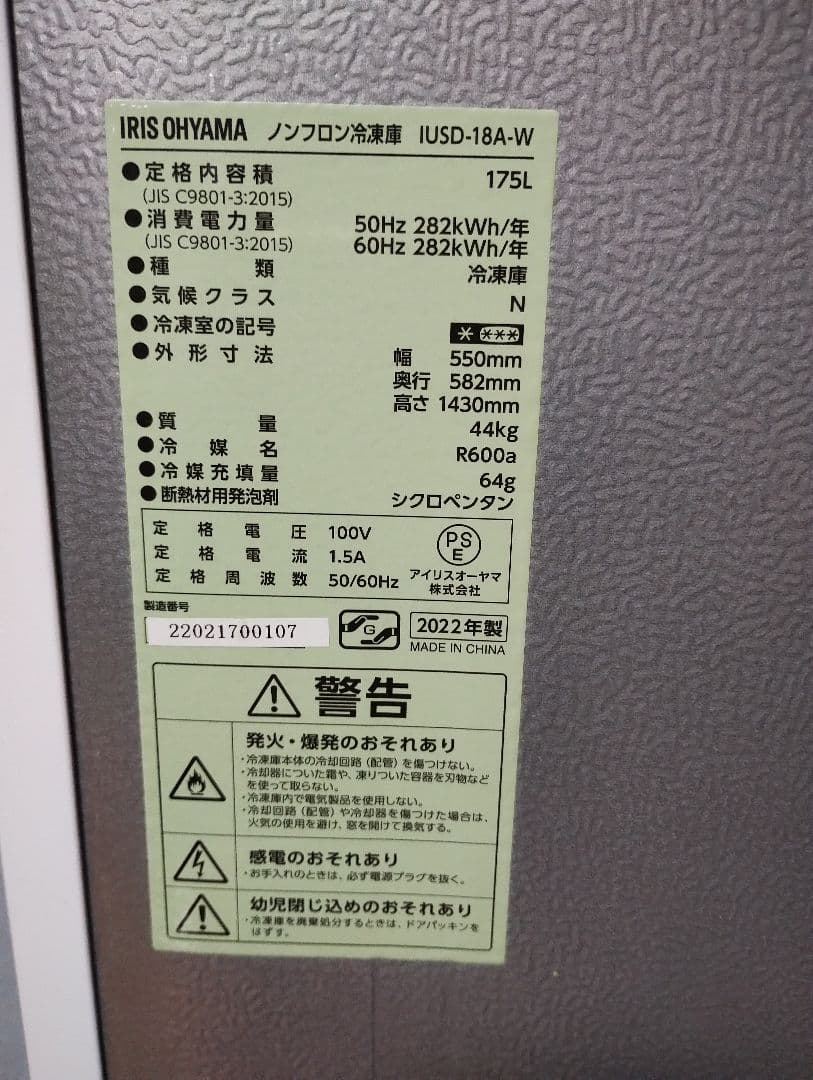 IRIS OHYAMA ノンフロン冷凍庫 IUSD-18A-W
●定格内容積 175L
(JIS C9801-3:2015)
●消費電力量 50Hz 282kWh/年
(JIS C9801-3:2015) 60Hz 282kWh/年
●種類 冷凍庫
●気候クラス N
●冷凍室の記号 * ***
●外形寸法 幅 550mm
奥行 582mm
高さ 1430mm
●質量 44kg
●冷媒名 R600a
●冷媒充填量 64g
●断熱材用発泡剤 シクロペンタン
定格電圧 100V
定格電流 1.5A
定格周波数 50/60Hz
PS
E
アイリスオーヤマ
株式会社
製造番号
22021700107
G
2022年製
MADE IN CHINA
警告
発火・爆発のおそれあり
・冷凍庫本体の冷却回路(配管)を傷つけない。
・冷却器についた霜や、凍りついた容器を刃物など
を使って取らない。
・冷凍庫内で電気製品を使用しない。
・冷却回路(配管)や冷却器を傷つけた場合は、
火気の使用を避け、窓を開けて換気する。
感電のおそれあり
・お手入れのときは、必ず電源プラグを抜く。
幼児閉じ込めのおそれあり
・冷凍庫を廃棄処分するときは、ドアパッキンを
はずす。